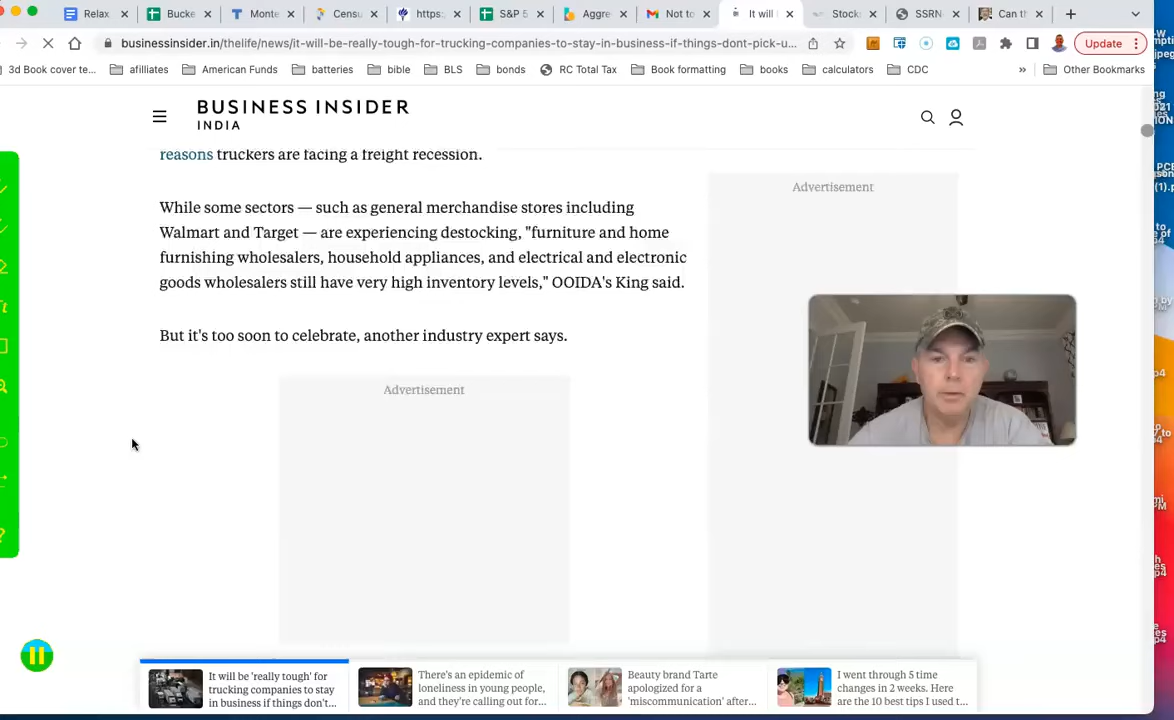 Relax
Bucke
Monte
Censu
https:
S&P 5
Aggre
Not to
It will
Stocks
SSRN-
Can th
businessinsider.in/thelife/news/it-will-be-really-tough-for-trucking-companies-to-stay-in-business-if-things-dont-pick-u...
Update
3d Book cover te...
afilliates
American Funds
batteries
bible
BLS
bonds
RC Total Tax
Book formatting
books
calculators
CDC
»
Other Bookmarks
BUSINESS INSIDER
INDIA
reasons truckers are facing a freight recession.
While some sectors — such as general merchandise stores including
Walmart and Target — are experiencing destocking, "furniture and home
furnishing wholesalers, household appliances, and electrical and electronic
goods wholesalers still have very high inventory levels," OOIDA's King said.
But it's too soon to celebrate, another industry expert says.
Advertisement
Advertisement
It will be 'really tough' for
trucking companies to stay
in business if things don't...
There's an epidemic of
loneliness in young people,
and they're calling out for...
Beauty brand Tarte
apologized for a
'miscommunication' after...
I went through 5 time
changes in 2 weeks. Here
are the 10 best tips I used t...